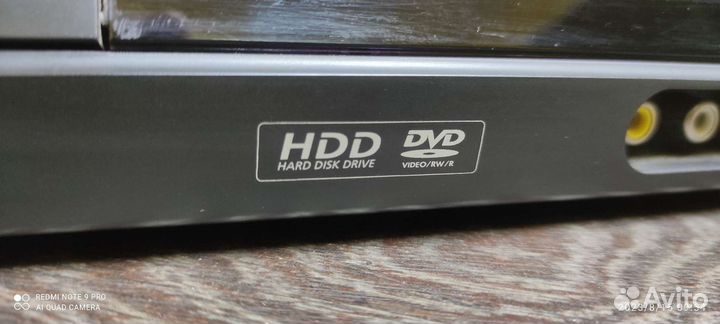 HDD
HARD DISK DRIVE
DVD
VIDEO/RW/R
REDMI NOTE 9 PRO
AI QUAD CAMERA
Avito